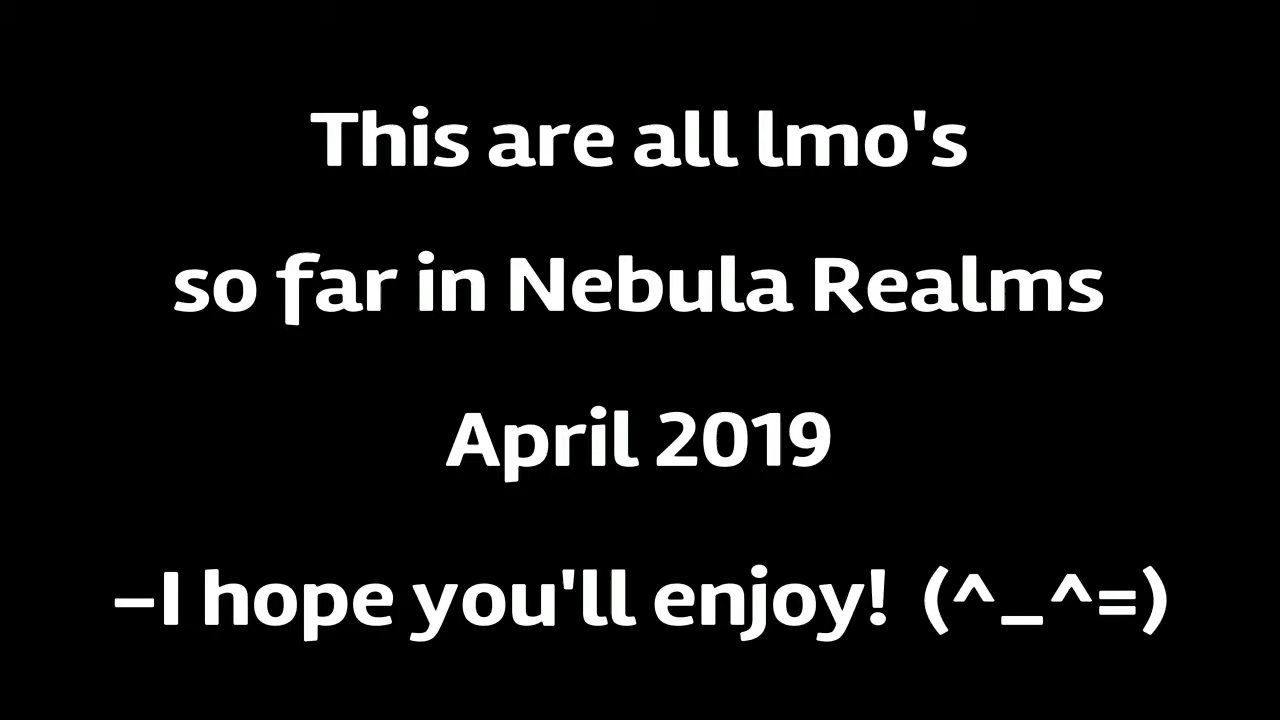 This are all lmo's
so far in Nebula Realms
April 2019
–I hope you'll enjoy! (^_^=)